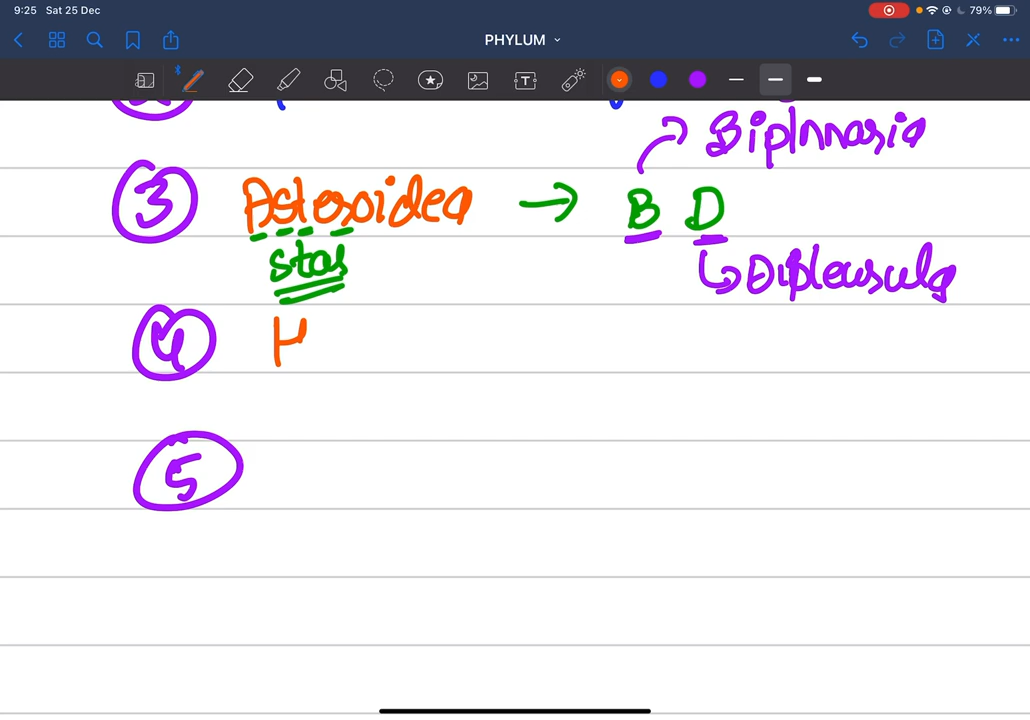 9:25 Sat 25 Dec
79%
PHYLUM
T
Bipinnaria
3 Asteroidea → B D
star
Dipleurula
4 H
5